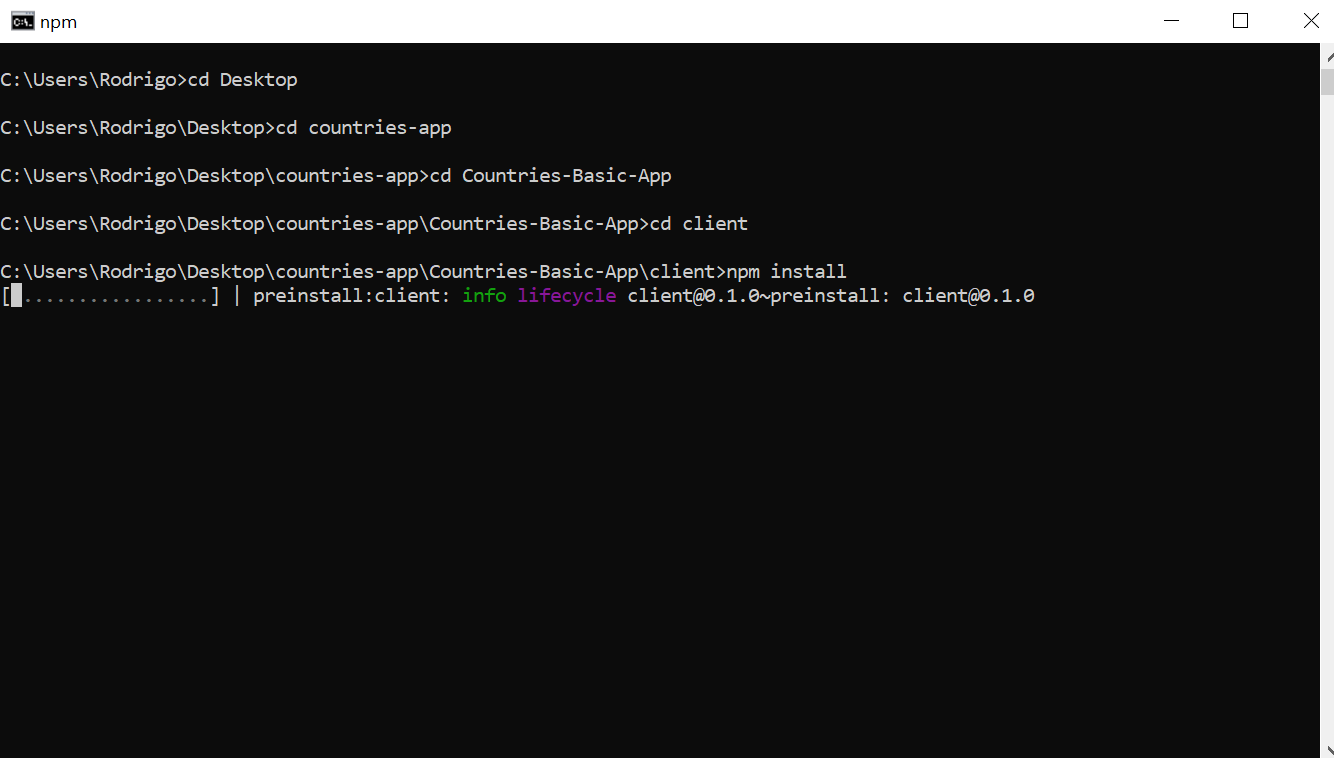 npm
C:\Users\Rodrigo>cd Desktop
C:\Users\Rodrigo\Desktop>cd countries-app
C:\Users\Rodrigo\Desktop\countries-app>cd Countries-Basic-App
C:\Users\Rodrigo\Desktop\countries-app\Countries-Basic-App>cd client
C:\Users\Rodrigo\Desktop\countries-app\Countries-Basic-App\client>npm install
[ .................] | preinstall:client: info lifecycle client@0.1.0~preinstall: client@0.1.0